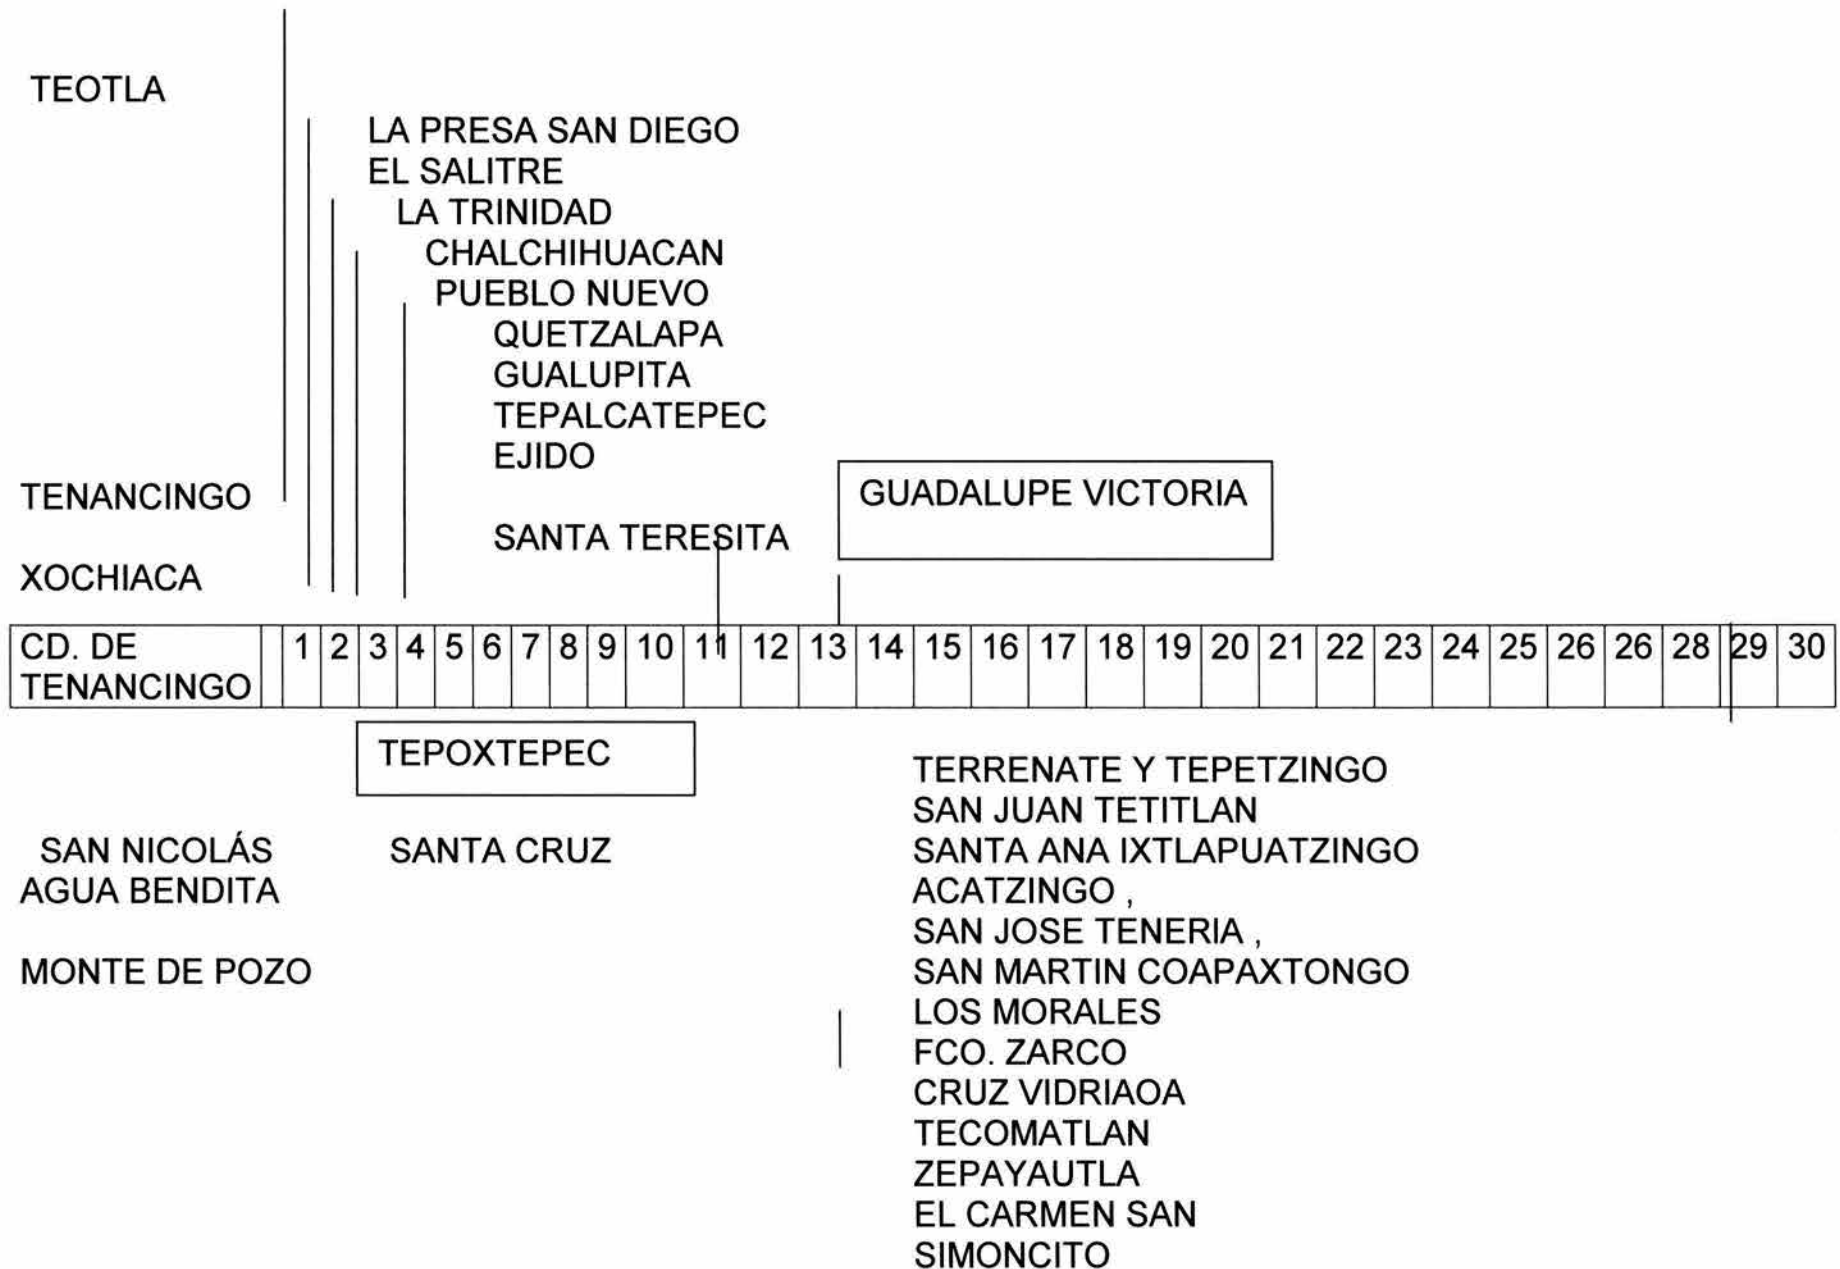 TEOTLA
LA PRESA SAN DIEGO
EL SALITRE
LA TRINIDAD
CHALCHIHUACAN
PUEBLO NUEVO
QUETZALAPA
GUALUPITA
TEPALCATEPEC
EJIDO
TENANCINGO
GUADALUPE VICTORIA
SANTA TERESITA
XOCHIACA
CD. DE TENANCINGO 1 2 3 4 5 6 7 8 9 10 11 12 13 14 15 16 17 18 19 20 21 22 23 24 25 26 26 28 29 30
TEPOXTEPEC
SAN NICOLÁS
AGUA BENDITA
MONTE DE POZO
SANTA CRUZ
TERRENATE Y TEPETZINGO
SAN JUAN TETITLAN
SANTA ANA IXTLAPUATZINGO
ACATZINGO ,
SAN JOSE TENERIA ,
SAN MARTIN COAPAXTONGO
LOS MORALES
FCO. ZARCO
CRUZ VIDRIAOA
TECOMATLAN
ZEPAYAUTLA
EL CARMEN SAN
SIMONCITO